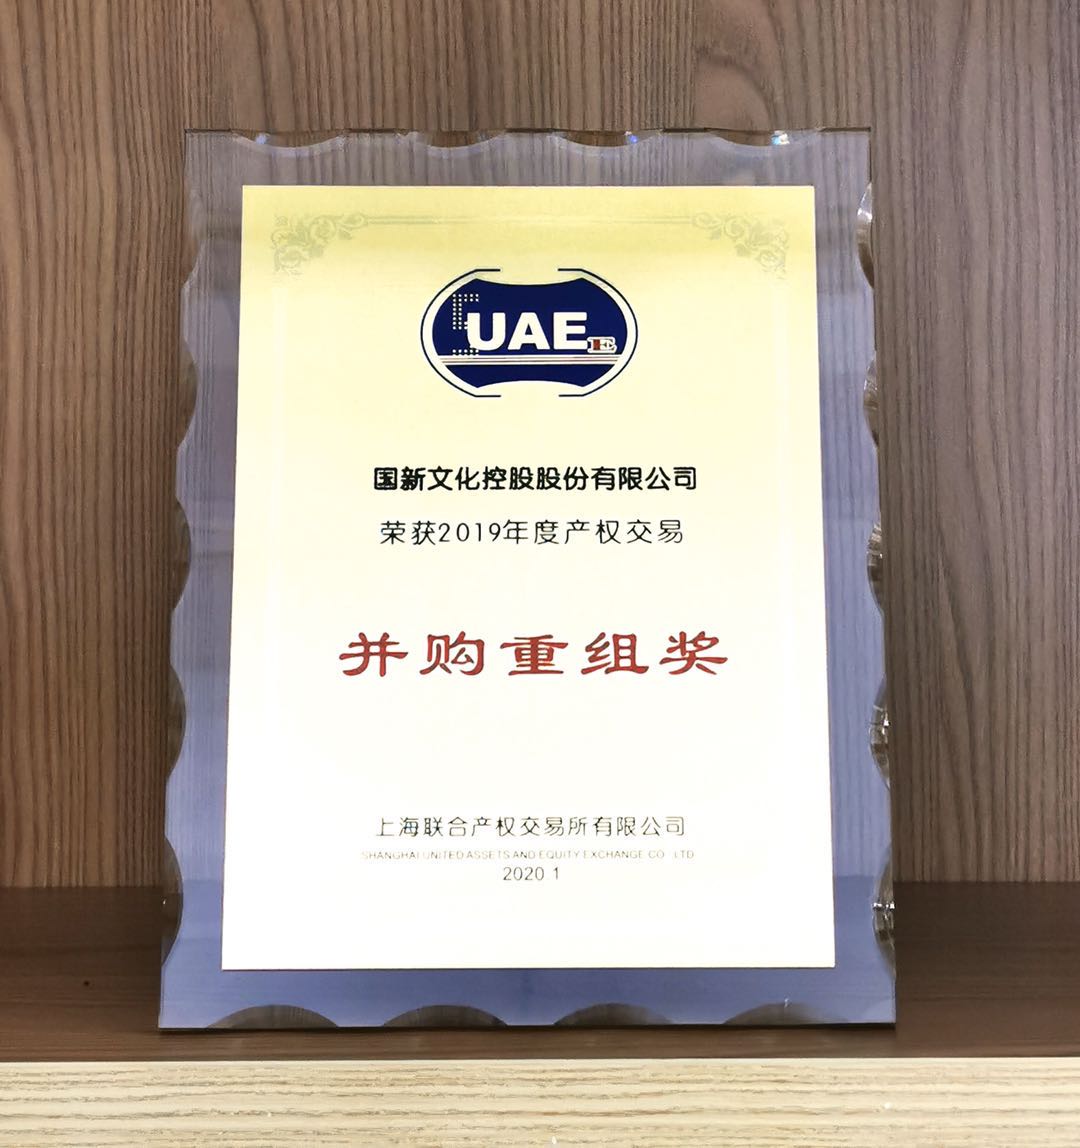 SUAEE
国新文化控股股份有限公司
荣获2019年度产权交易
并购重组奖
上海联合产权交易所有限公司
SHANGHAI UNITED ASSETS AND EQUITY EXCHANGE CO., LTD
2020.1